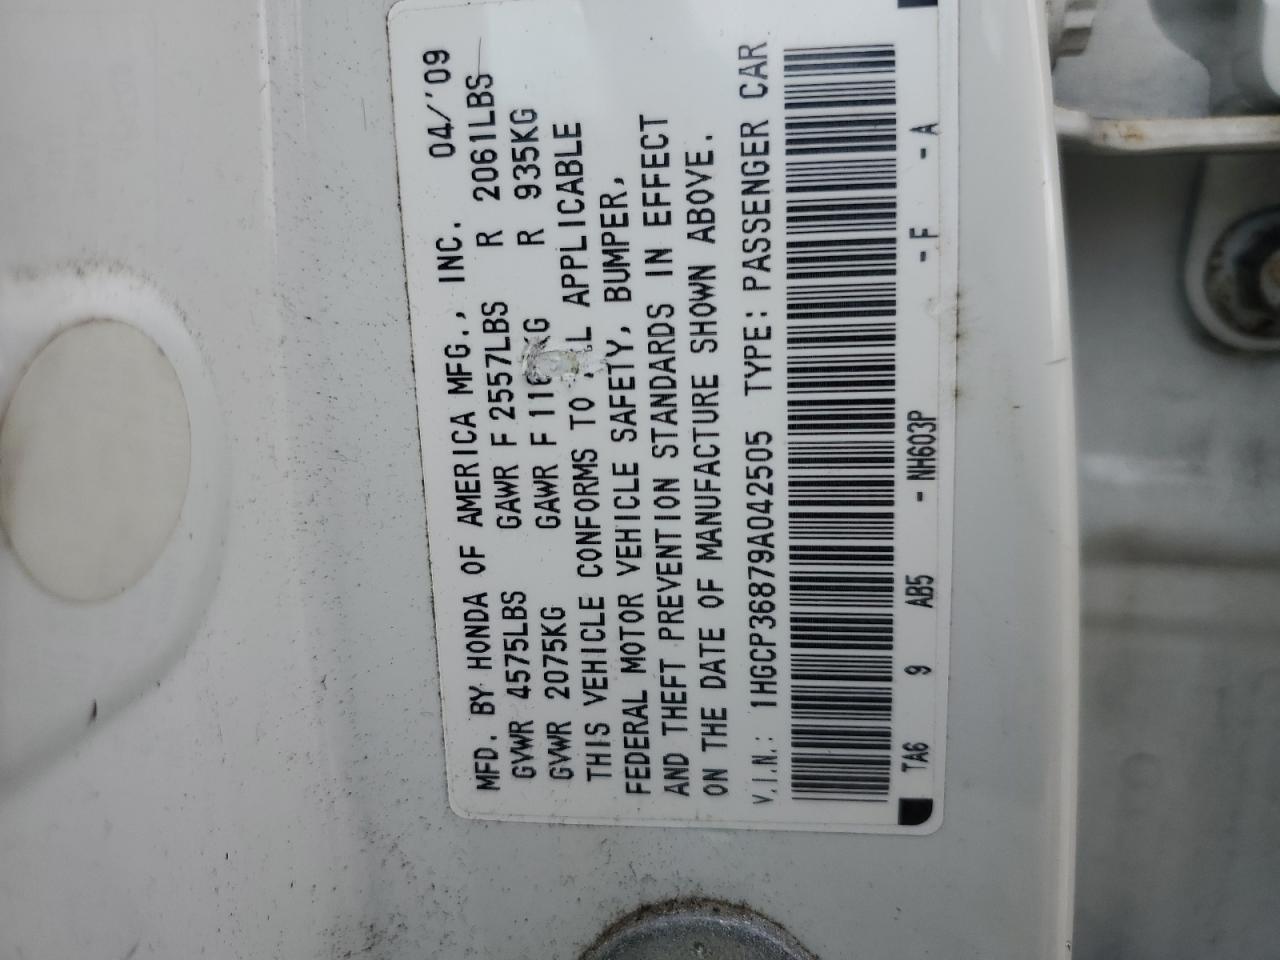 MFD. BY HONDA OF AMERICA MFG., INC. 04/'09
GVWR 4575LBS GAWR F 2557LBS R 2061LBS
GVWR 2075KG GAWR F R 935KG
THIS VEHICLE CONFORMS TO APPLICABLE
FEDERAL MOTOR VEHICLE SAFETY, BUMPER,
AND THEFT PREVENTION STANDARDS IN EFFECT
ON THE DATE OF MANUFACTURE SHOWN ABOVE.
V.I.N.: 1HGCP36879A042505 TYPE: PASSENGER CAR
TA6 9 AB5 - NH603P - F - A